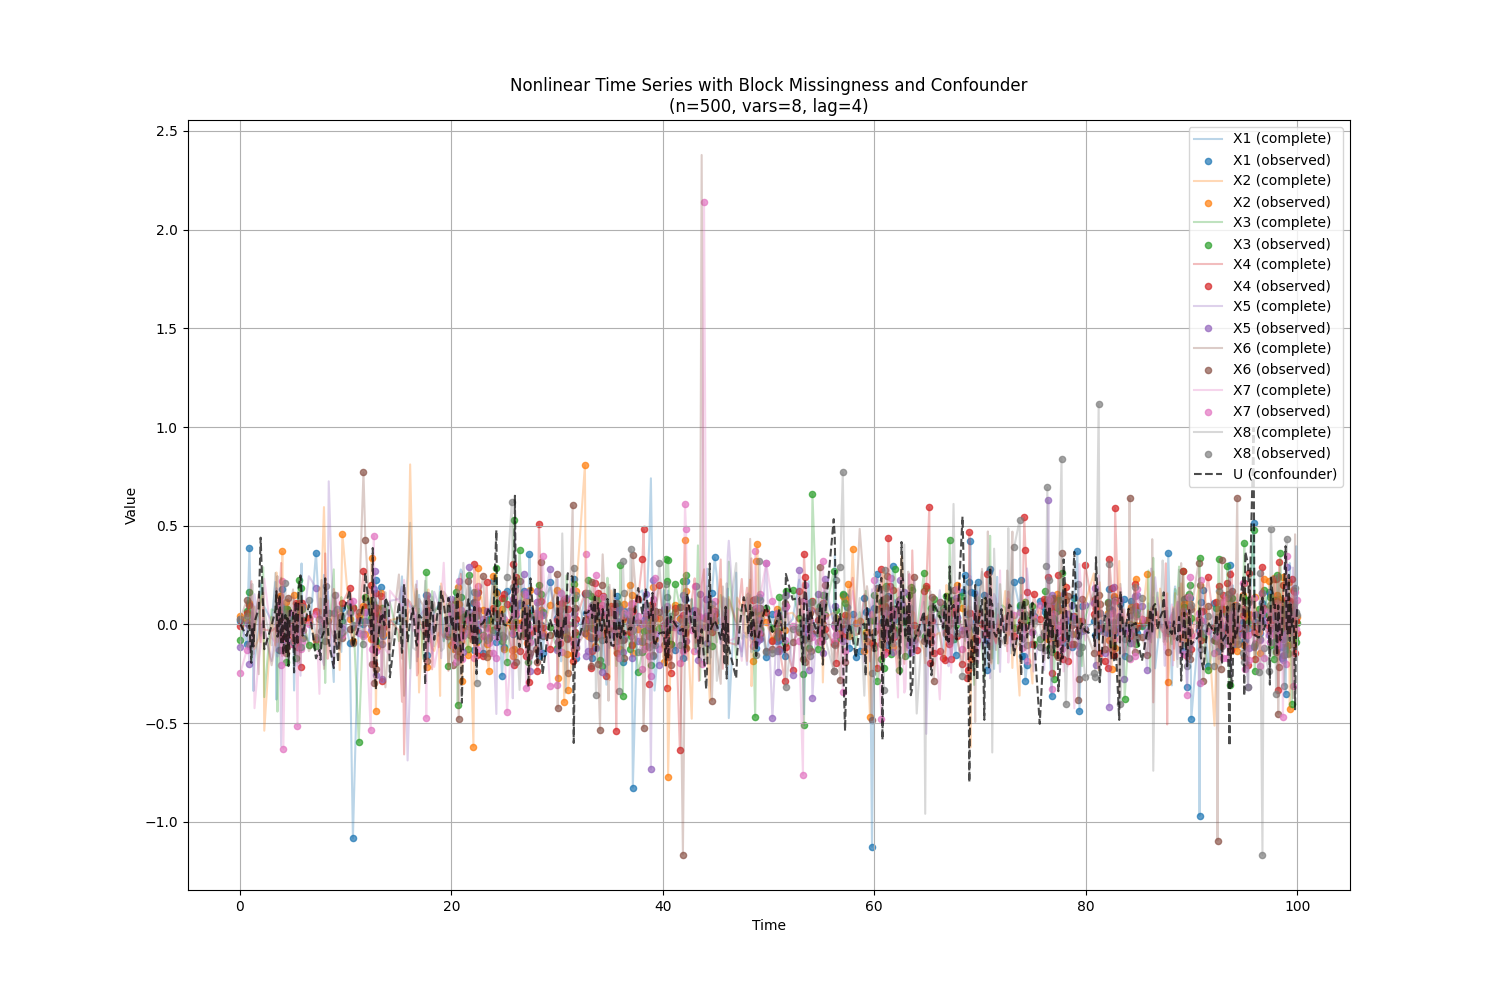 Nonlinear Time Series with Block Missingness and Confounder
(n=500, vars=8, lag=4)
2.5
2.0
1.5
1.0
0.5
0.0
−0.5
−1.0
Value
0 20 40 60 80 100
Time
X1 (complete)
X1 (observed)
X2 (complete)
X2 (observed)
X3 (complete)
X3 (observed)
X4 (complete)
X4 (observed)
X5 (complete)
X5 (observed)
X6 (complete)
X6 (observed)
X7 (complete)
X7 (observed)
X8 (complete)
X8 (observed)
U (confounder)